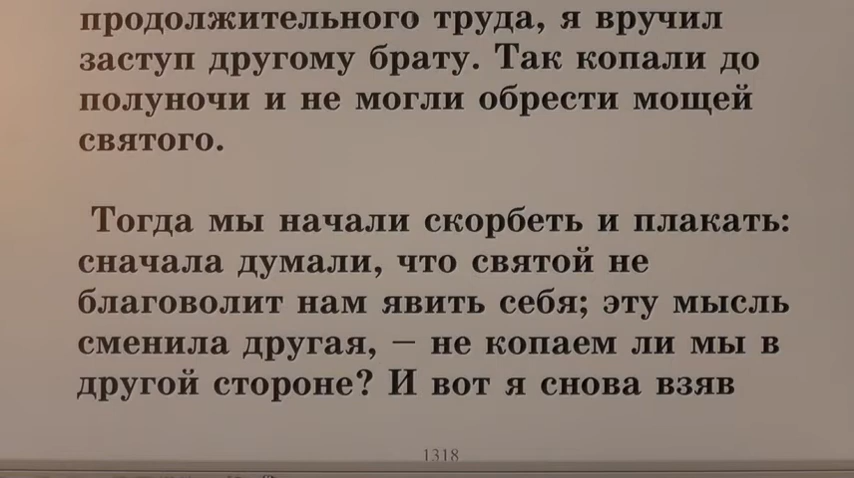 продолжительного труда, я вручил
заступ другому брату. Так копали до
полуночи и не могли обрести мощей
святого.
Тогда мы начали скорбеть и плакать:
сначала думали, что святой не
благоволит нам явить себя; эту мысль
сменила другая, – не копаем ли мы в
другой стороне? И вот я снова взяв
1318